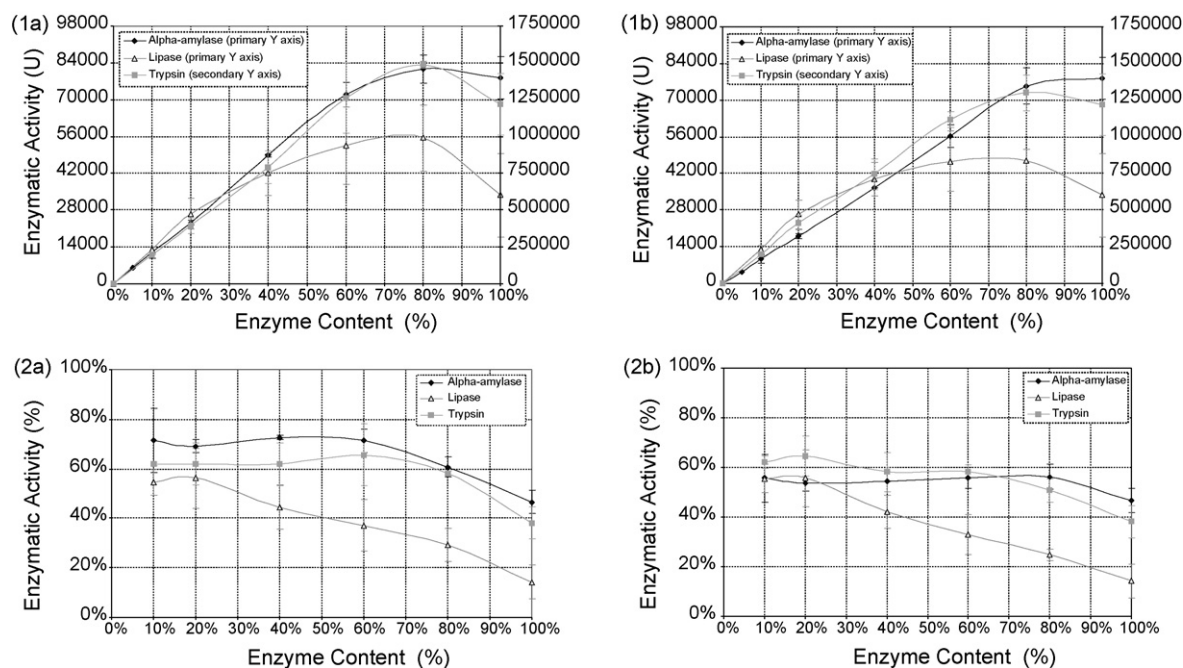 (1a)
Enzymatic Activity (U)
98000
84000
70000
56000
42000
28000
14000
0
Alpha-amylase (primary Y axis)
Lipase (primary Y axis)
Trypsin (secondary Y axis)
1750000
1500000
1250000
1000000
750000
500000
250000
0
0% 10% 20% 30% 40% 50% 60% 70% 80% 90% 100%
Enzyme Content (%)
(1b)
Enzymatic Activity (U)
98000
84000
70000
56000
42000
28000
14000
0
Alpha-amylase (primary Y axis)
Lipase (primary Y axis)
Trypsin (secondary Y axis)
1750000
1500000
1250000
1000000
750000
500000
250000
0
0% 10% 20% 30% 40% 50% 60% 70% 80% 90% 100%
Enzyme Content (%)
(2a)
Enzymatic Activity (%)
100%
80%
60%
40%
20%
0%
Alpha-amylase
Lipase
Trypsin
0% 10% 20% 30% 40% 50% 60% 70% 80% 90% 100%
Enzyme Content (%)
(2b)
Enzymatic Activity (%)
100%
80%
60%
40%
20%
0%
Alpha-amylase
Lipase
Trypsin
0% 10% 20% 30% 40% 50% 60% 70% 80% 90% 100%
Enzyme Content (%)